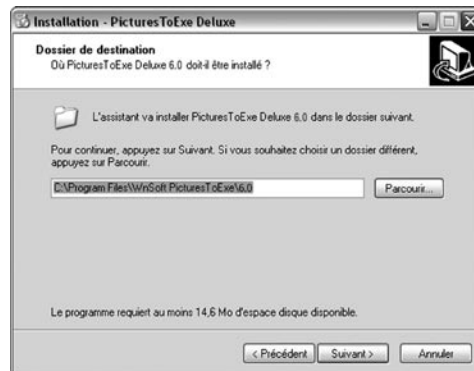 Installation - PicturesToExe Deluxe
Dossier de destination
Où PicturesToExe Deluxe 6.0 doit-il être installé ?
L'assistant va installer PicturesToExe Deluxe 6.0 dans le dossier suivant.
Pour continuer, appuyez sur Suivant. Si vous souhaitez choisir un dossier différent,
appuyez sur Parcourir.
C:\Program Files\WnSoft PicturesToExe\6.0
Parcourir...
Le programme requiert au moins 14,6 Mo d'espace disque disponible.
< Précédent
Suivant >
Annuler